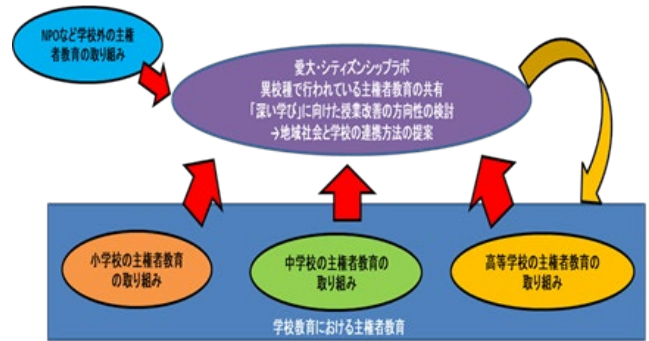 NPOなど学校外の主権
者教育の取り組み
愛大・シティズンシップラボ
異校種で行われている主権者教育の共有
「深い学び」に向けた授業改善の方向性の検討
→地域社会と学校の連携方法の提案
小学校の主権者教育
の取り組み
中学校の主権者教育の
取り組み
高等学校の主権者教育の
取り組み
学校教育における主権者教育